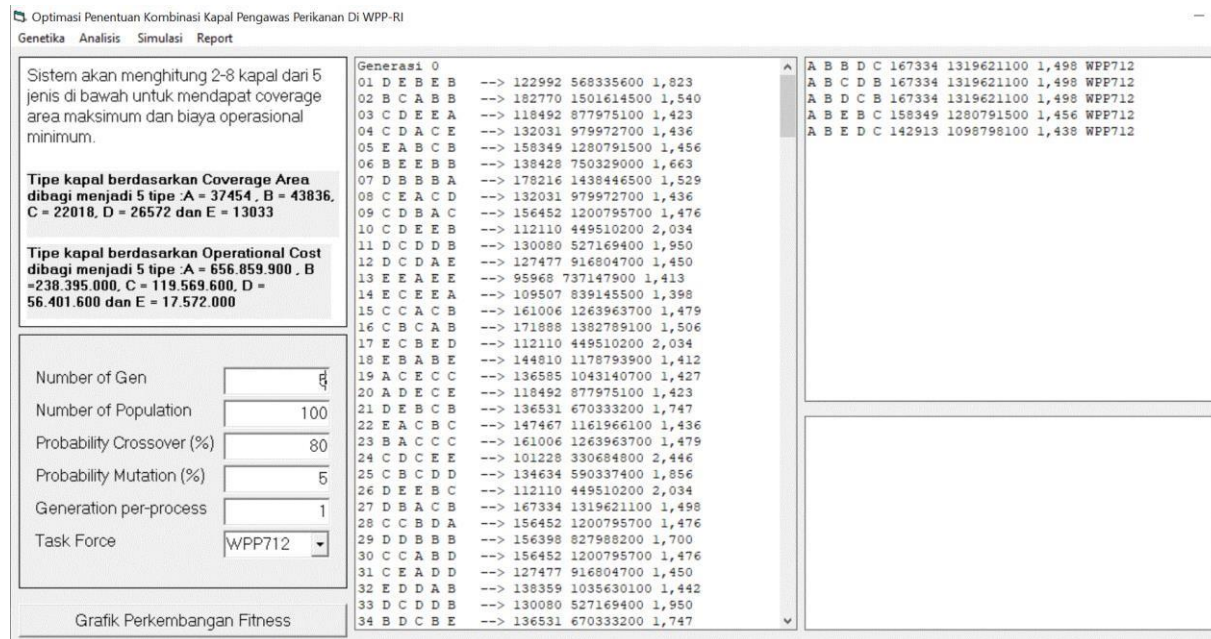 Optimasi Penentuan Kombinasi Kapal Pengawas Perikanan Di WPP-RI
Genetika Analisis Simulasi Report
Sistem akan menghitung 2-8 kapal dari 5
jenis di bawah untuk mendapat coverage
area maksimum dan biaya operasional
minimum.
Tipe kapal berdasarkan Coverage Area
dibagi menjadi 5 tipe :A = 37454 , B = 43836,
C = 22018, D = 26572 dan E = 13033
Tipe kapal berdasarkan Operational Cost
dibagi menjadi 5 tipe :A = 656.859.900 , B
=238.395.000, C = 119.569.600, D =
56.401.600 dan E = 17.572.000
Number of Gen 5
Number of Population 100
Probability Crossover (%) 80
Probability Mutation (%) 5
Generation per-process 1
Task Force WPP712
Grafik Perkembangan Fitness
Generasi 0
01 D E B E B --> 122992 568335600 1,823
02 B C A B B --> 182770 1501614500 1,540
03 C D E E A --> 118492 877975100 1,423
04 C D A C E --> 132031 979972700 1,436
05 E A B C B --> 158349 1280791500 1,456
06 B E E B B --> 138428 750329000 1,663
07 D B B B A --> 178216 1438446500 1,529
08 C E A C D --> 132031 979972700 1,436
09 C D B A C --> 156452 1200795700 1,476
10 C D E E B --> 112110 449510200 2,034
11 D C D D B --> 130080 527169400 1,950
12 D C D A E --> 127477 916804700 1,450
13 E E A E E --> 95968 737147900 1,413
14 E C E E A --> 109507 839145500 1,398
15 C C A C B --> 161006 1263963700 1,479
16 C B C A B --> 171888 1382789100 1,506
17 E C B E D --> 112110 449510200 2,034
18 E B A B E --> 144810 1178793900 1,412
19 A C E C C --> 136585 1043140700 1,427
20 A D E C E --> 118492 877975100 1,423
21 D E B C B --> 136531 670333200 1,747
22 E A C B C --> 147467 1161966100 1,436
23 B A C C C --> 161006 1263963700 1,479
24 C D C E E --> 101228 330684800 2,446
25 C B C D D --> 134634 590337400 1,856
26 D E E B C --> 112110 449510200 2,034
27 D B A C B --> 167334 1319621100 1,498
28 C C B D A --> 156452 1200795700 1,476
29 D D B B B --> 156398 827988200 1,700
30 C C A B D --> 156452 1200795700 1,476
31 C E A D D --> 127477 916804700 1,450
32 E D D A B --> 138359 1035630100 1,442
33 D C D D B --> 130080 527169400 1,950
34 B D C B E --> 136531 670333200 1,747
A B B D C 167334 1319621100 1,498 WPP712
A B C D B 167334 1319621100 1,498 WPP712
A B D C B 167334 1319621100 1,498 WPP712
A B E B C 158349 1280791500 1,456 WPP712
A B E D C 142913 1098798100 1,438 WPP712